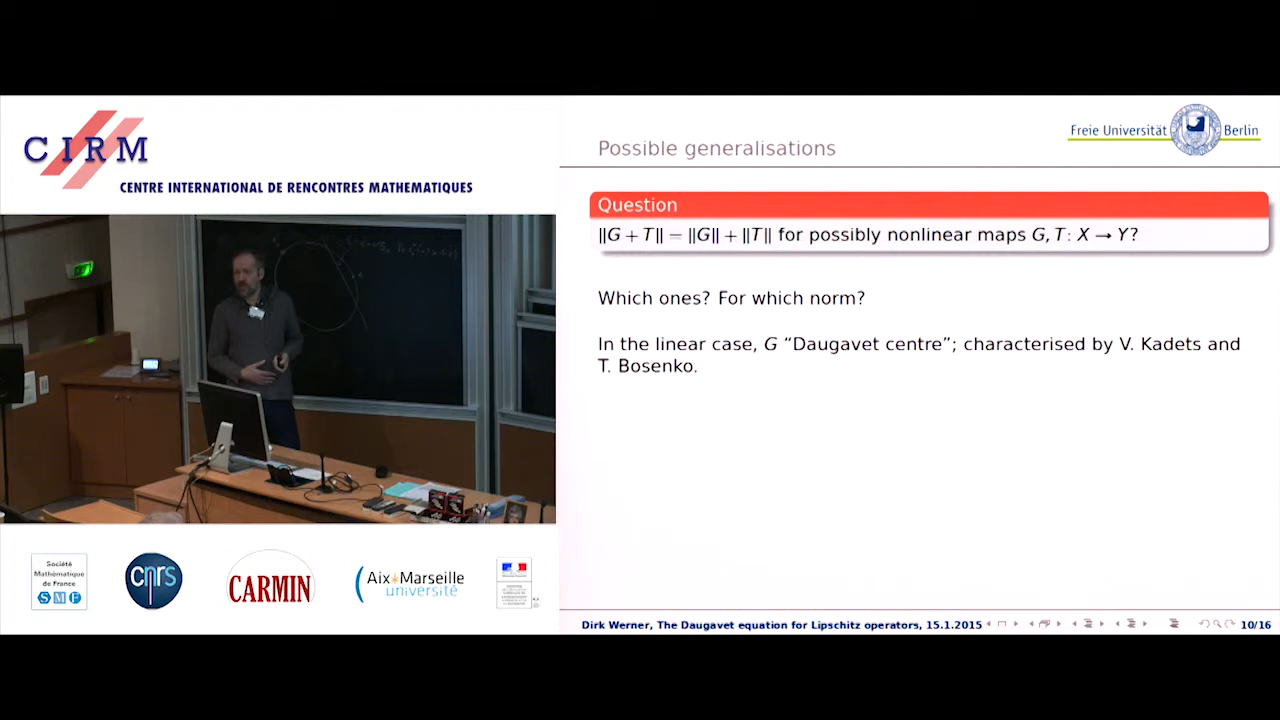 CIRM
CENTRE INTERNATIONAL DE RENCONTRES MATHEMATIQUES
Freie Universität Berlin
Possible generalisations
Question
‖G + T‖ = ‖G‖ + ‖T‖ for possibly nonlinear maps G, T: X → Y?
Which ones? For which norm?
In the linear case, G “Daugavet centre”; characterised by V. Kadets and
T. Bosenko.
Société
Mathématique
de France
SMF
cnrs
CARMIN
Aix*Marseille
université
Dirk Werner, The Daugavet equation for Lipschitz operators, 15.1.2015
10/16